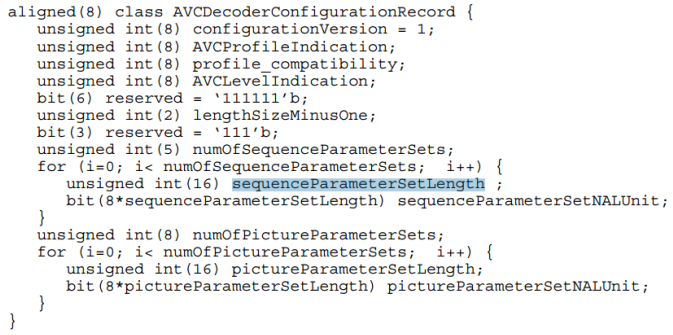 aligned(8) class AVCDecoderConfigurationRecord {
unsigned int(8) configurationVersion = 1;
unsigned int(8) AVCProfileIndication;
unsigned int(8) profile_compatibility;
unsigned int(8) AVCLevelIndication;
bit(6) reserved = ‘111111’b;
unsigned int(2) lengthSizeMinusOne;
bit(3) reserved = ‘111’b;
unsigned int(5) numOfSequenceParameterSets;
for (i=0; i< numOfSequenceParameterSets; i++) {
unsigned int(16) sequenceParameterSetLength ;
bit(8*sequenceParameterSetLength) sequenceParameterSetNALUnit;
}
unsigned int(8) numOfPictureParameterSets;
for (i=0; i< numOfPictureParameterSets; i++) {
unsigned int(16) pictureParameterSetLength;
bit(8*pictureParameterSetLength) pictureParameterSetNALUnit;
}
}